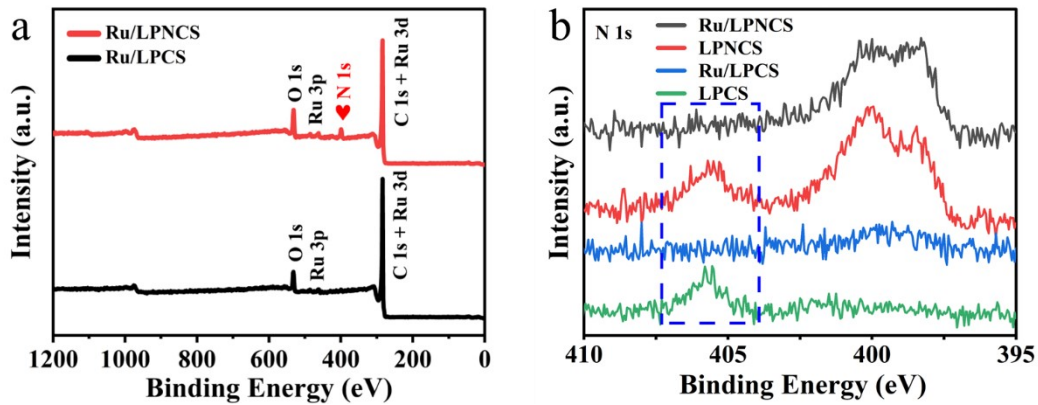 a
Ru/LPNCS
Ru/LPCS
O 1s
Ru 3p
♥ N 1s
C 1s + Ru 3d
O 1s
Ru 3p
C 1s + Ru 3d
Intensity (a.u.)
1200 1000 800 600 400 200 0
Binding Energy (eV)
b
N 1s
Ru/LPNCS
LPNCS
Ru/LPCS
LPCS
Intensity (a.u.)
410 405 400 395
Binding Energy (eV)